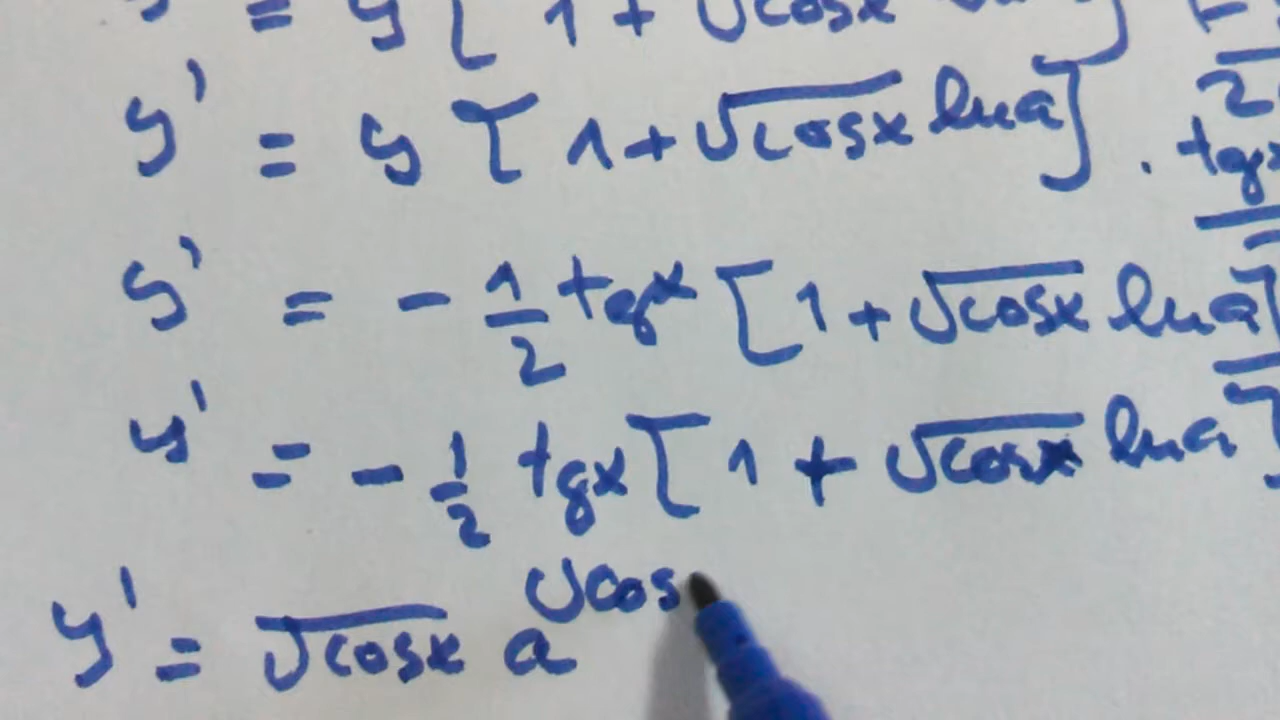 = y [ 1 + √cosx
y' = y [ 1 + √cosx lna ] . tgx
y' = - 1/2 tgx [ 1 + √cosx lna ]
y' = - 1/2 tgx [ 1 + √cosx lna ]
y' = √cosx a^√cos